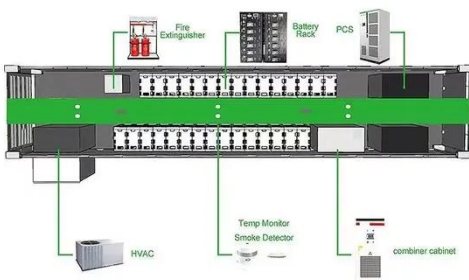 Fire
Extinguisher
Battery
Rack
PCS
HVAC
Temp Monitor
Smoke Detector
combiner cabinet